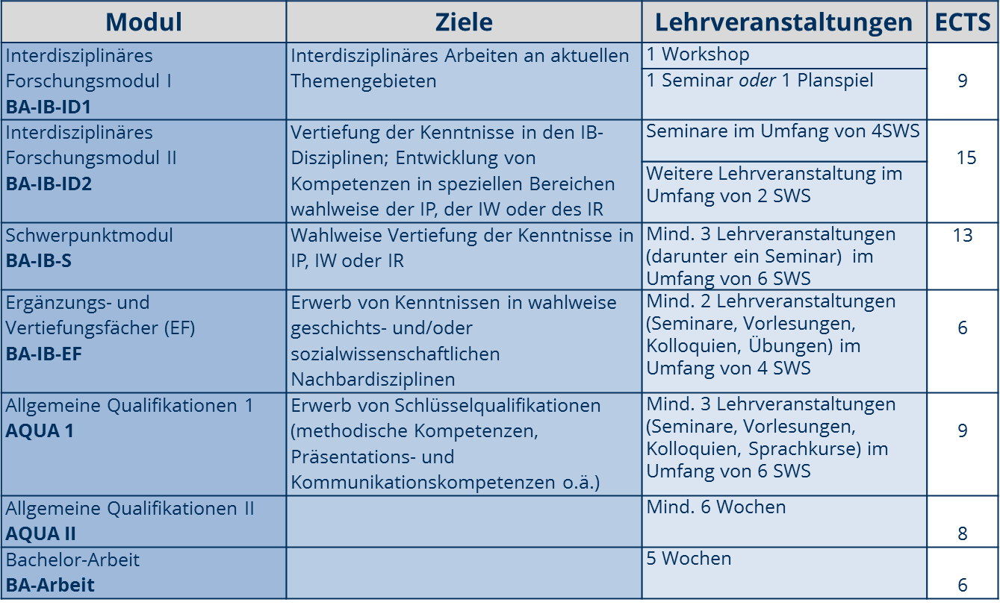 Modul Ziele Lehrveranstaltungen ECTS
Interdisziplinäres
Forschungsmodul I
BA-IB-ID1
Interdisziplinäres Arbeiten an aktuellen
Themengebieten
1 Workshop
1 Seminar oder 1 Planspiel
9
Interdisziplinäres
Forschungsmodul II
BA-IB-ID2
Vertiefung der Kenntnisse in den IB-
Disziplinen; Entwicklung von
Kompetenzen in speziellen Bereichen
wahlweise der IP, der IW oder des IR
Seminare im Umfang von 4SWS
Weitere Lehrveranstaltung im
Umfang von 2 SWS
15
Schwerpunktmodul
BA-IB-S
Wahlweise Vertiefung der Kenntnisse in
IP, IW oder IR
Mind. 3 Lehrveranstaltungen
(darunter ein Seminar) im
Umfang von 6 SWS
13
Ergänzungs- und
Vertiefungsfächer (EF)
BA-IB-EF
Erwerb von Kenntnissen in wahlweise
geschichts- und/oder
sozialwissenschaftlichen
Nachbardisziplinen
Mind. 2 Lehrveranstaltungen
(Seminare, Vorlesungen,
Kolloquien, Übungen) im
Umfang von 4 SWS
6
Allgemeine Qualifikationen 1
AQUA 1
Erwerb von Schlüsselqualifikationen
(methodische Kompetenzen,
Präsentations- und
Kommunikationskompetenzen o.ä.)
Mind. 3 Lehrveranstaltungen
(Seminare, Vorlesungen,
Kolloquien, Sprachkurse) im
Umfang von 6 SWS
9
Allgemeine Qualifikationen II
AQUA II
Mind. 6 Wochen
8
Bachelor-Arbeit
BA-Arbeit
5 Wochen
6